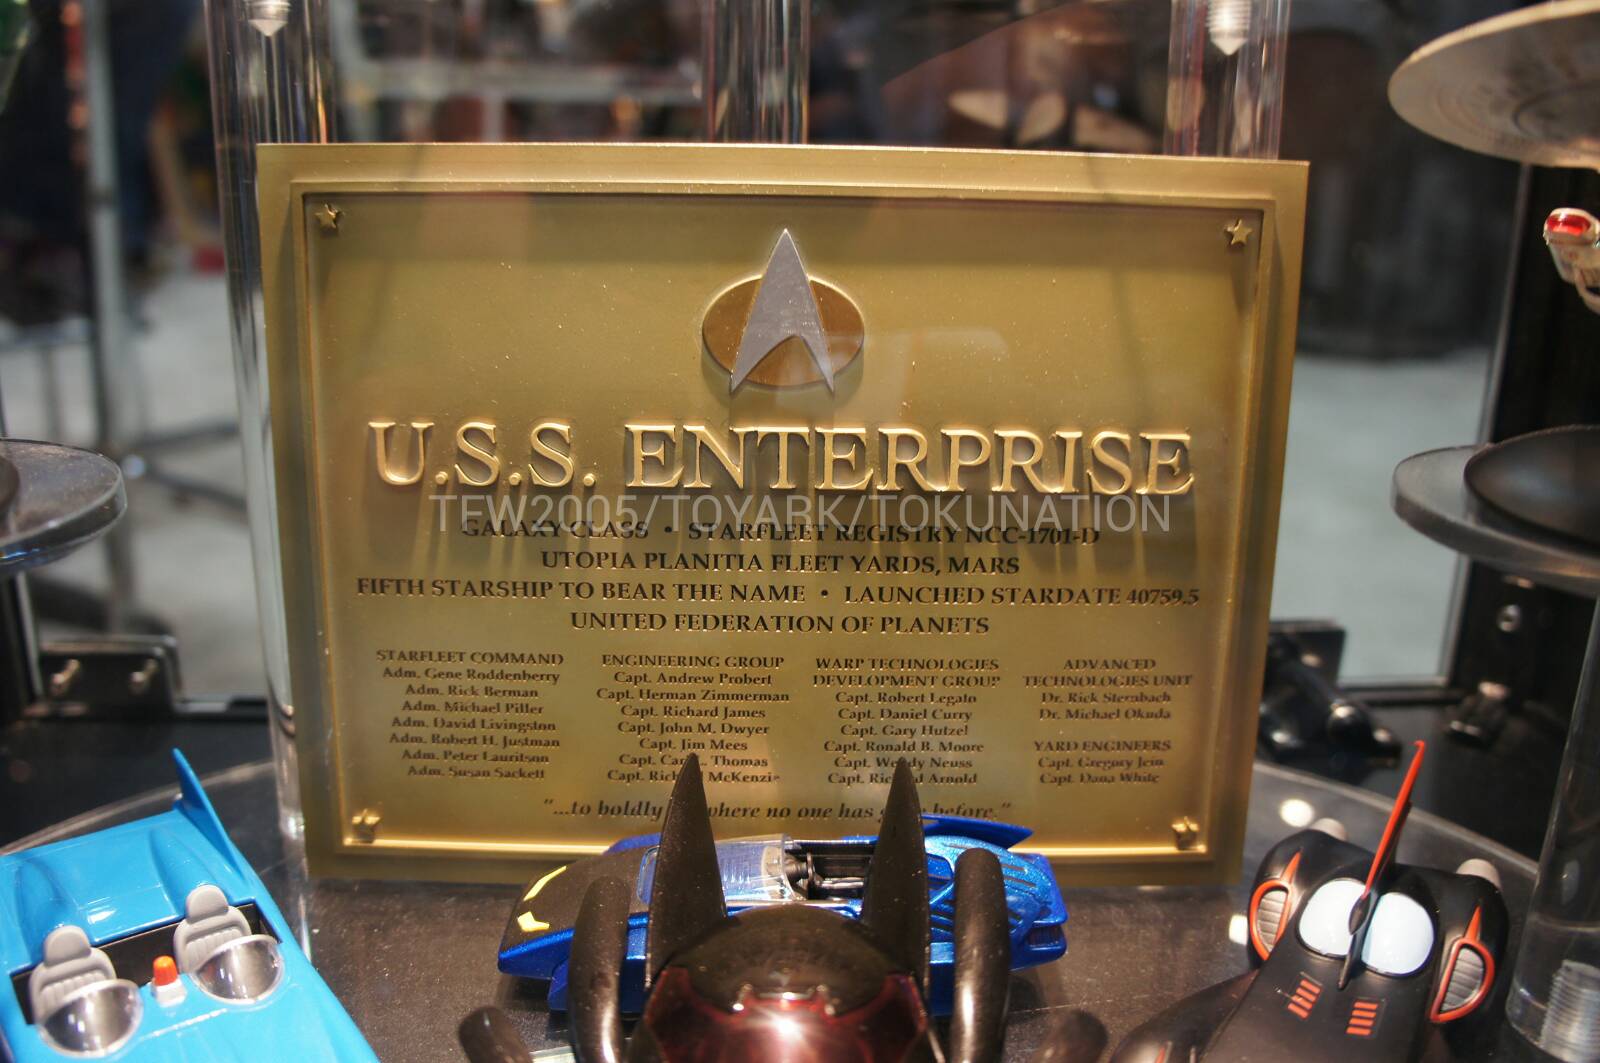 U.S.S. ENTERPRISE
TFW2005/TOYARK/TOKUNATION
GALAXY CLASS • STARFLEET REGISTRY NCC-1701-D
UTOPIA PLANITIA FLEET YARDS, MARS
FIFTH STARSHIP TO BEAR THE NAME • LAUNCHED STARDATE 40759.5
UNITED FEDERATION OF PLANETS
STARFLEET COMMAND
Adm. Gene Roddenberry
Adm. Rick Berman
Adm. Michael Piller
Adm. David Livingston
Adm. Robert H. Justman
Adm. Peter Lauritson
Adm. Susan Sackett
ENGINEERING GROUP
Capt. Andrew Probert
Capt. Herman Zimmerman
Capt. Richard James
Capt. John M. Dwyer
Capt. Jim Mees
Capt. Thomas
Capt. McKenzie
WARP TECHNOLOGIES
DEVELOPMENT GROUP
Capt. Robert Legato
Capt. Daniel Curry
Capt. Gary Hutzel
Capt. Ronald B. Moore
Capt. Wendy Neuss
Capt. Arnold
ADVANCED
TECHNOLOGIES UNIT
Dr. Rick Sternbach
Dr. Michael Okuda
YARD ENGINEERS
Capt. Gregory Jein
Capt. Dana White
"...to boldly where no one has before."